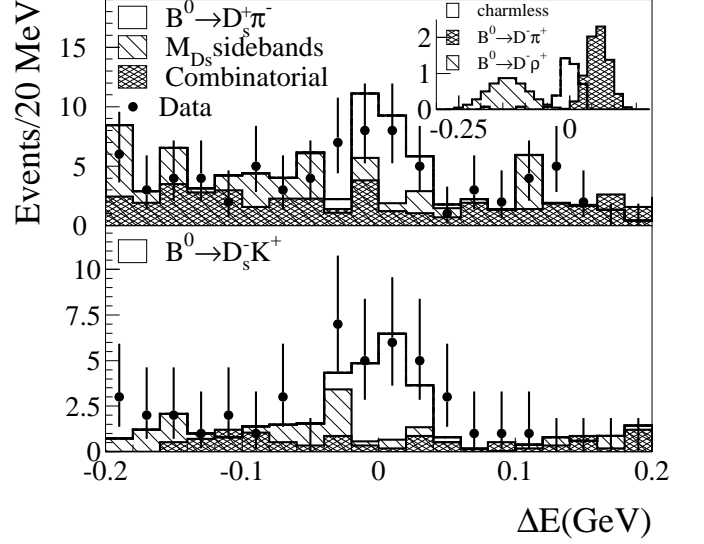 Events/20 MeV
B⁰→Dₛ⁺π⁻
M_Ds sidebands
Combinatorial
Data
15
10
5
0
charmless
B⁰→D⁻π⁺
B⁰→D⁻ρ⁺
2
1
0
-0.25 0
B⁰→Dₛ⁻K⁺
10
7.5
5
2.5
0
-0.2 -0.1 0 0.1 0.2
ΔE(GeV)